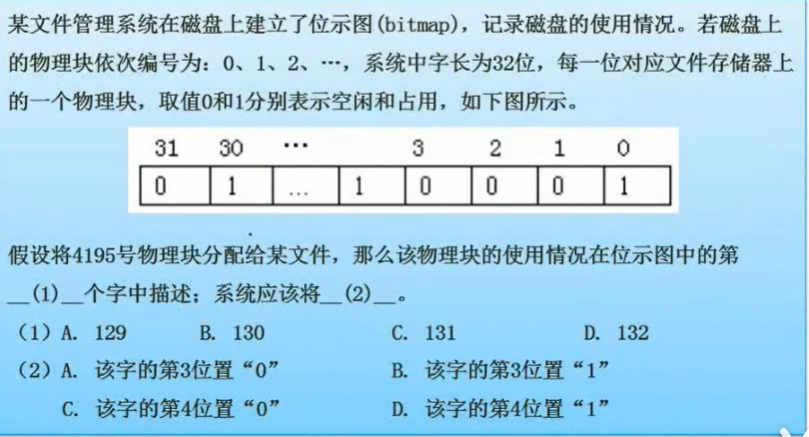 某文件管理系统在磁盘上建立了位示图(bitmap)，记录磁盘的使用情况。若磁盘上
的物理块依次编号为：0、1、2、…，系统中字长为32位，每一位对应文件存储器上
的一个物理块，取值0和1分别表示空闲和占用，如下图所示。
31 30 … 3 2 1 0
0 1 … 1 0 0 0 1
假设将4195号物理块分配给某文件，那么该物理块的使用情况在位示图中的第
__(1)__个字中描述；系统应该将__(2)__。
（1）A. 129 B. 130 C. 131 D. 132
（2）A. 该字的第3位置“0” B. 该字的第3位置“1”
C. 该字的第4位置“0” D. 该字的第4位置“1”